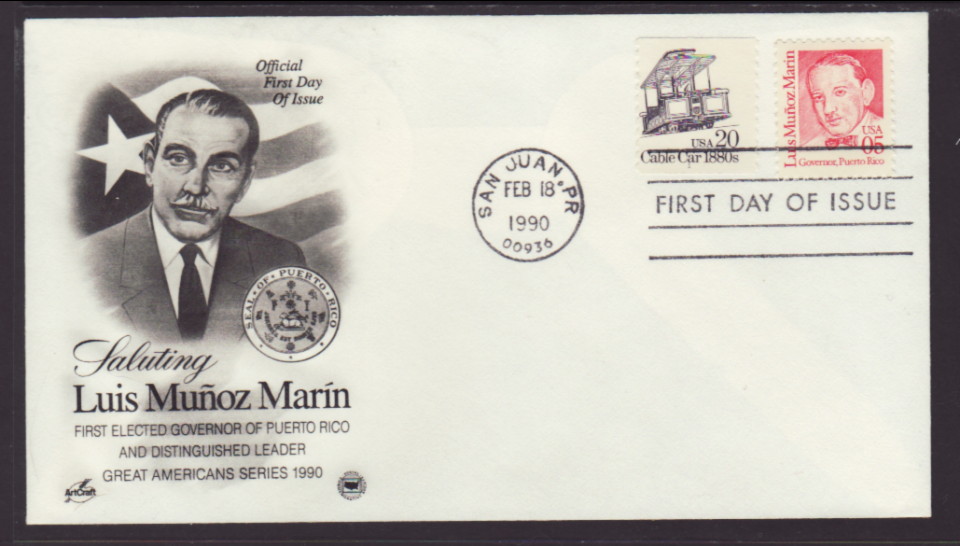 Official
First Day
Of Issue
SEAL · OF · PUERTO · RICO
Saluting
Luis Muñoz Marín
FIRST ELECTED GOVERNOR OF PUERTO RICO
AND DISTINGUISHED LEADER
GREAT AMERICANS SERIES 1990
ArtCraft
SAN JUAN PR
FEB 18
1990
00936
USA 20
Cable Car 1880s
Luis Muñoz Marín
USA
05
Governor, Puerto Rico
FIRST DAY OF ISSUE